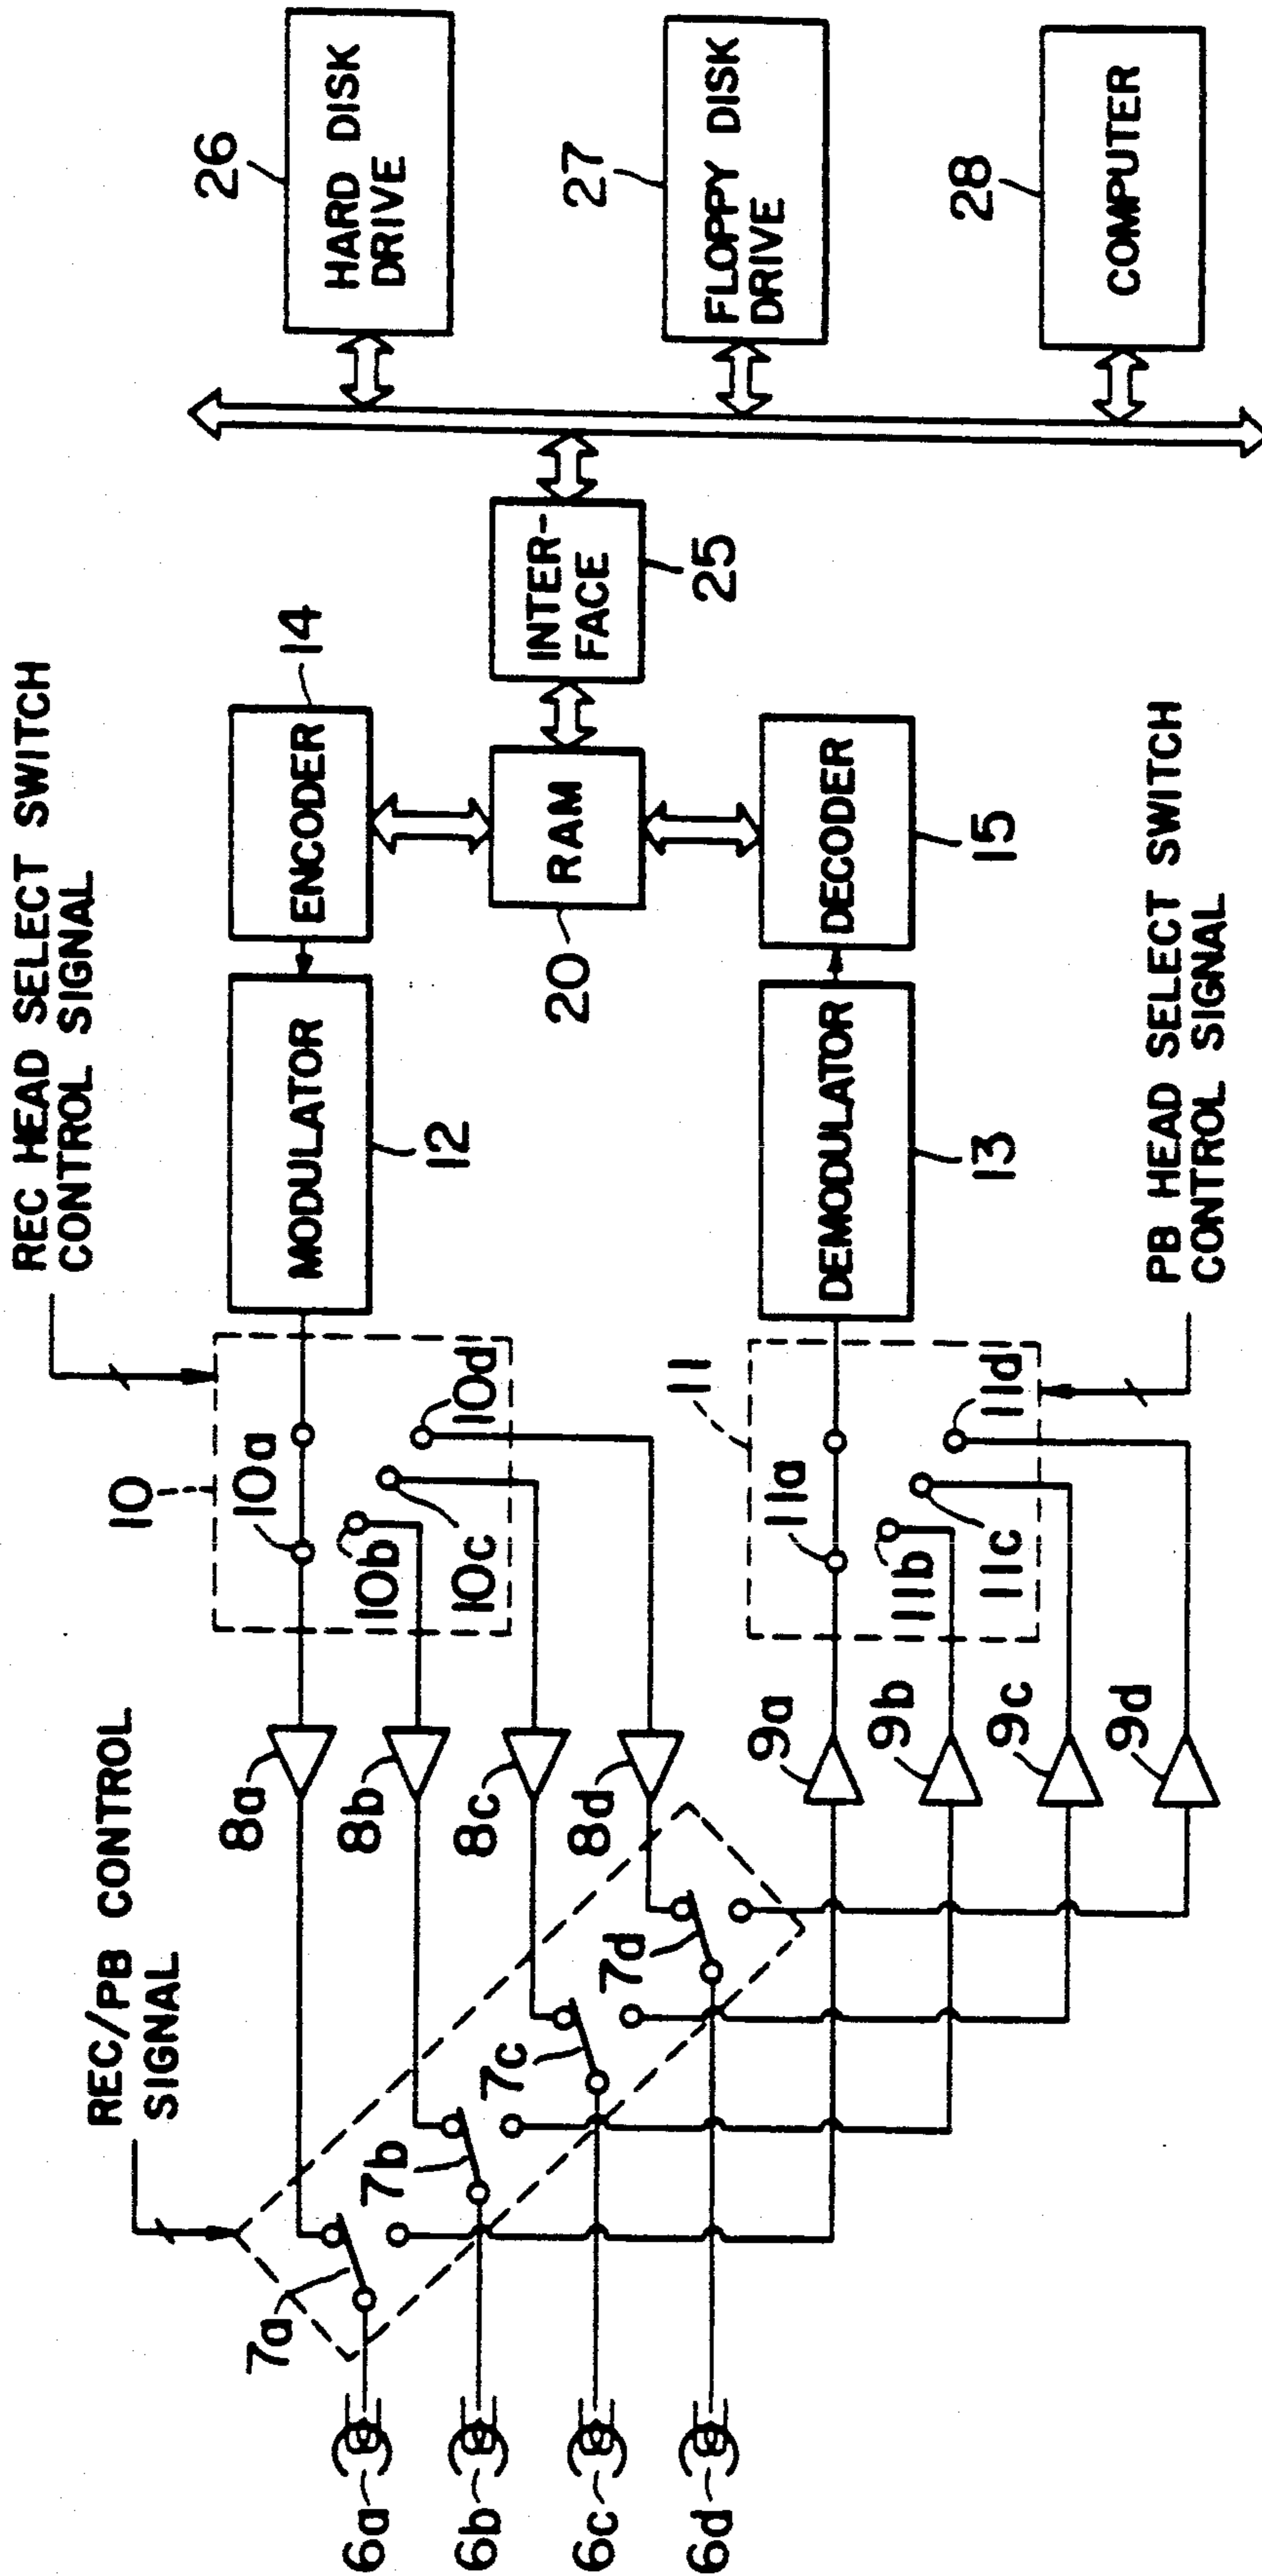 REC/PB CONTROL
SIGNAL
REC HEAD SELECT SWITCH
CONTROL SIGNAL
6a
6b
6c
6d
7a
7b
7c
7d
8a
8b
8c
8d
9a
9b
9c
9d
10
10a
10b
10c
10d
11
11a
11b
11c
11d
PB HEAD SELECT SWITCH
CONTROL SIGNAL
MODULATOR
12
DEMODULATOR
13
ENCODER
14
DECODER
15
RAM
20
INTER-
FACE
25
HARD DISK
DRIVE
26
FLOPPY DISK
DRIVE
27
COMPUTER
28